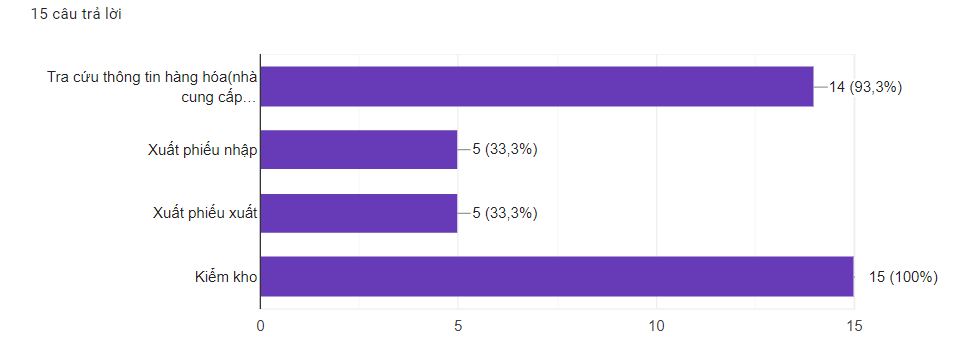 15 câu trả lời
Tra cứu thông tin hàng hóa(nhà
cung cấp…
14 (93,3%)
Xuất phiếu nhập
5 (33,3%)
Xuất phiếu xuất
5 (33,3%)
Kiểm kho
15 (100%)
0
5
10
15